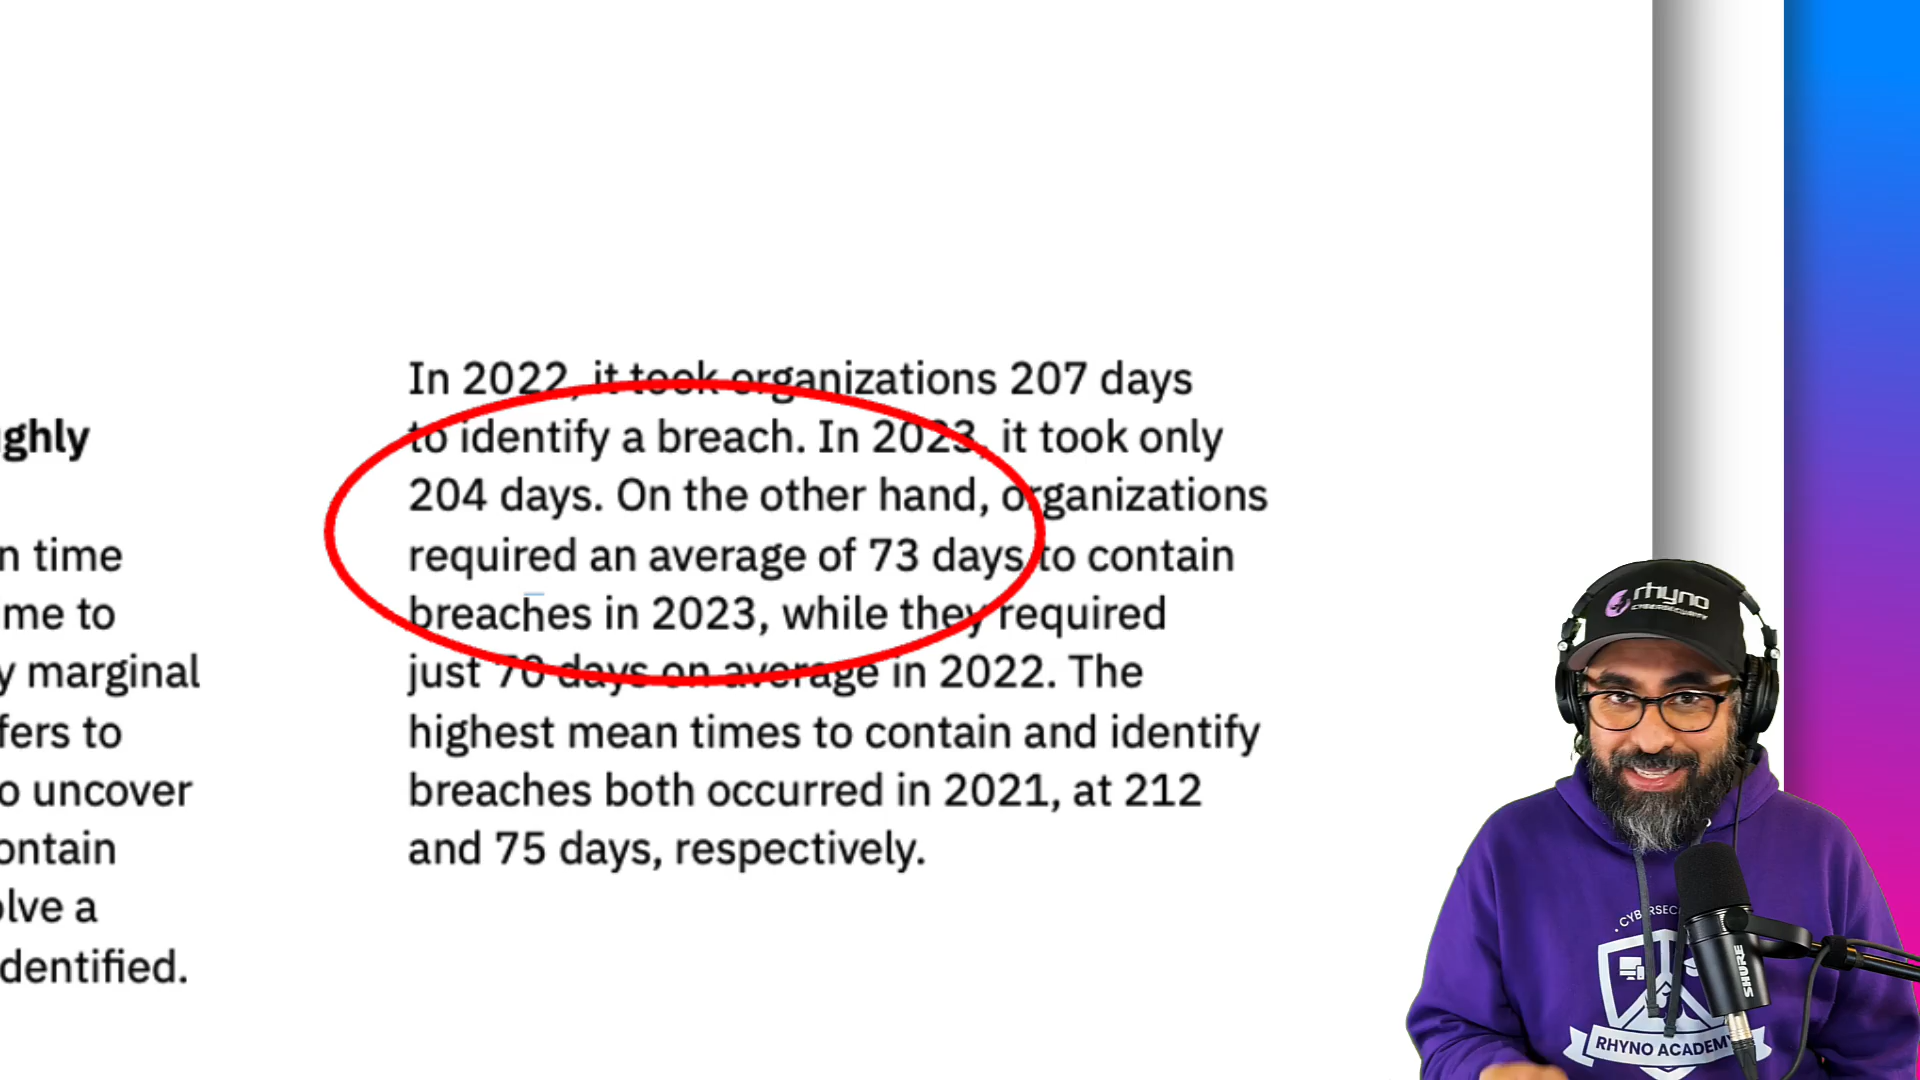 ghly
n time
me to
y marginal
fers to
o uncover
ontain
olve a
dentified.
In 2022, it took organizations 207 days
to identify a breach. In 2023, it took only
204 days. On the other hand, organizations
required an average of 73 days to contain
breaches in 2023, while they required
just 70 days on average in 2022. The
highest mean times to contain and identify
breaches both occurred in 2021, at 212
and 75 days, respectively.
rhyno
CYBERSECURITY
CYBERSEC
RHYNO ACADEMY
SHURE